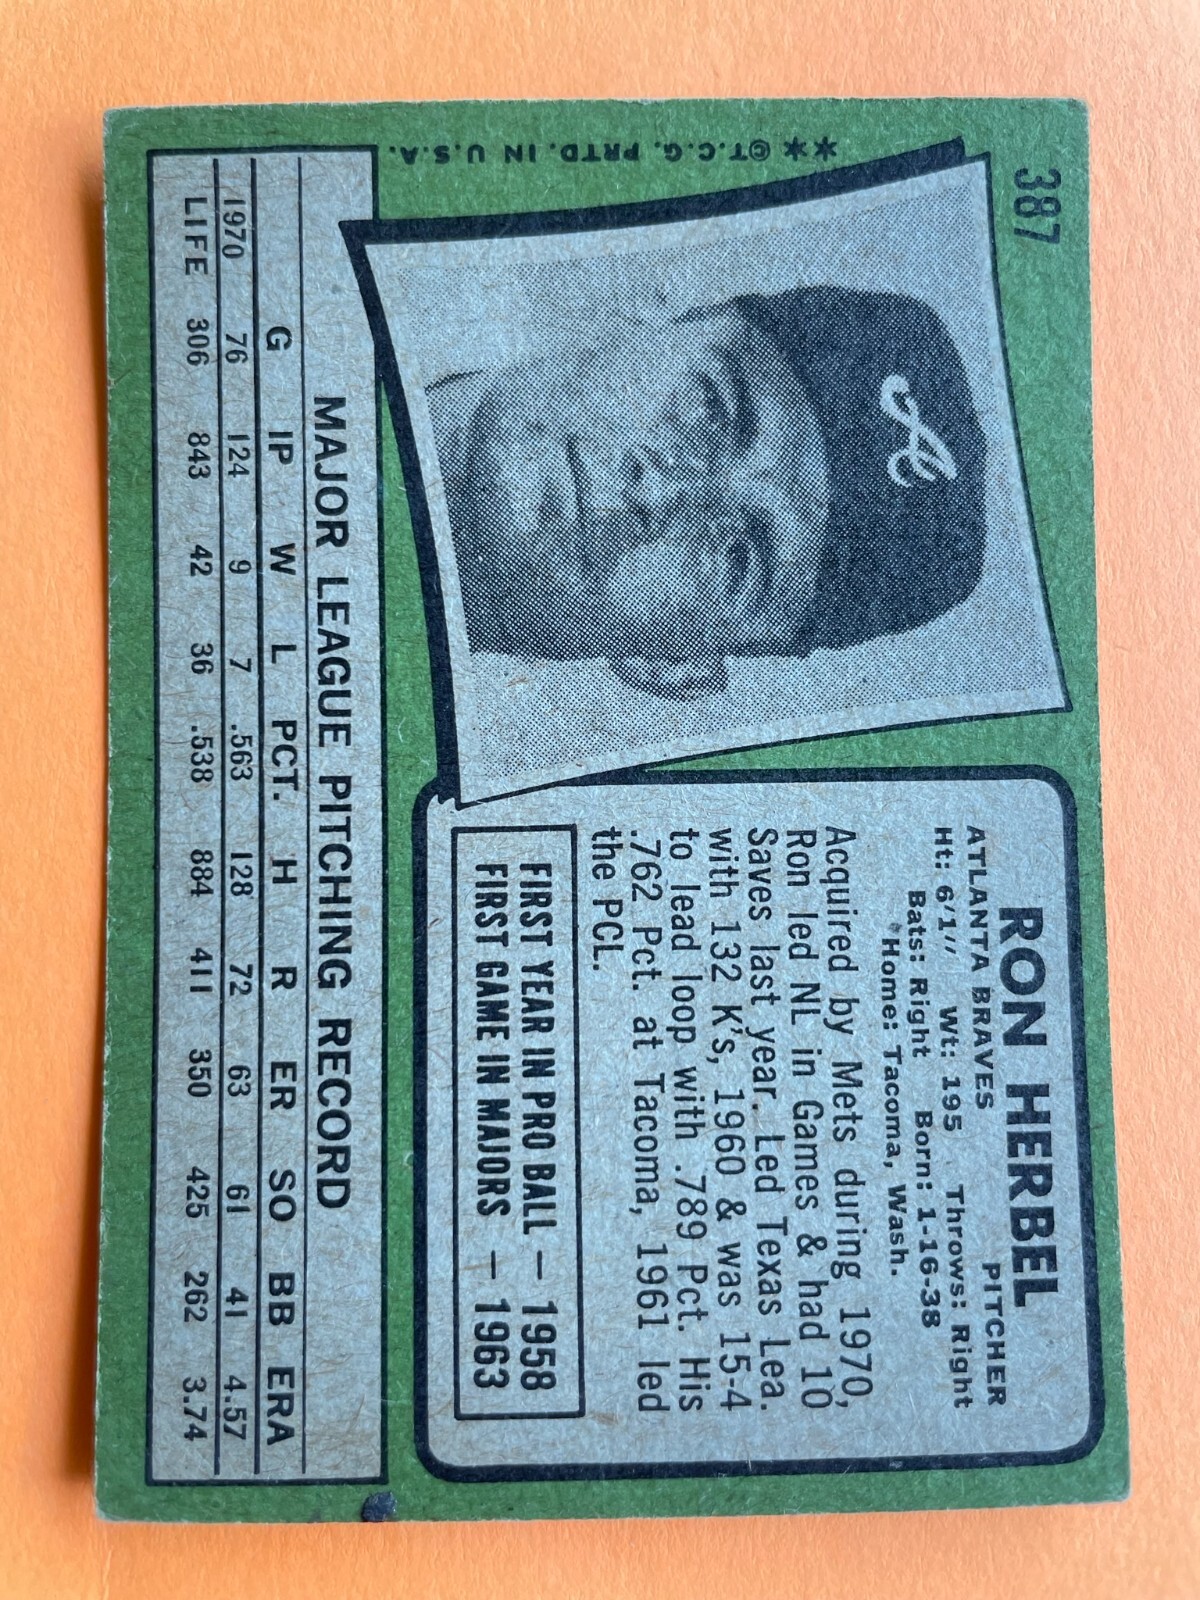 387
**©T.C.G. PRTD. IN U.S.A.
A
RON HERBEL
PITCHER
ATLANTA BRAVES
Ht: 6'1" Wt: 195 Throws: Right
Bats: Right Born: 1-16-38
Home: Tacoma, Wash.
Acquired by Mets during 1970,
Ron led NL in Games & had 10
Saves last year. Led Texas Lea.
with 132 K's, 1960 & was 15-4
to lead loop with .789 Pct. His
.762 Pct. at Tacoma, 1961 led
the PCL.
FIRST YEAR IN PRO BALL — 1958
FIRST GAME IN MAJORS — 1963
MAJOR LEAGUE PITCHING RECORD
G IP W L PCT. H R ER SO BB ERA
1970 76 124 9 7 .563 128 72 63 61 41 4.57
LIFE 306 843 42 36 .538 884 411 350 425 262 3.74